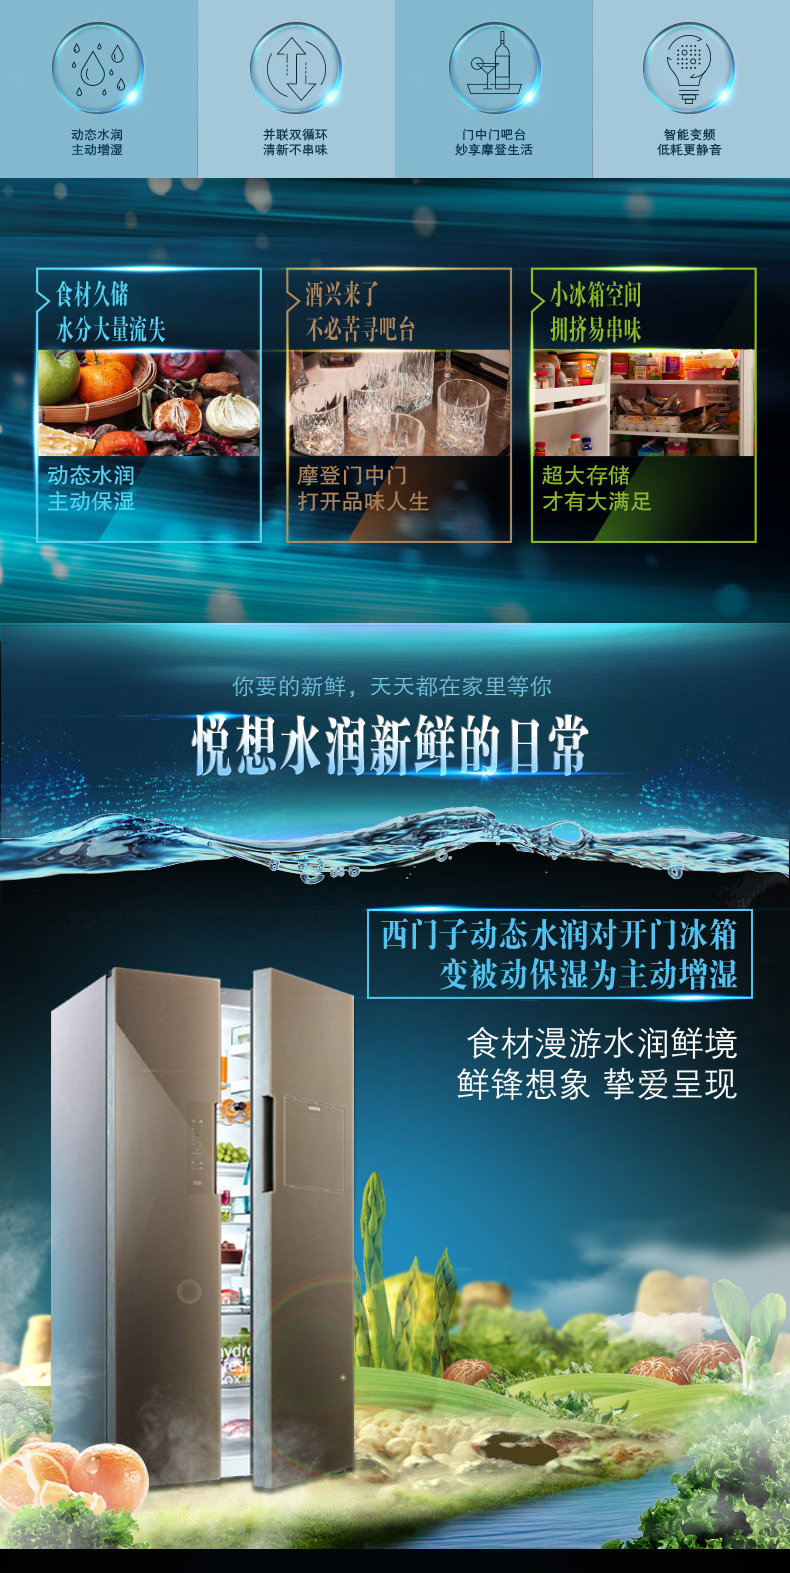 动态水润
主动增湿
并联双循环
清新不串味
门中门吧台
妙享摩登生活
智能变频
低耗更静音
食材久储
水分大量流失
动态水润
主动保湿
酒兴来了
不必苦寻吧台
摩登门中门
打开品味人生
小冰箱空间
拥挤易串味
超大存储
才有大满足
你要的新鲜，天天都在家里等你
悦想水润新鲜的日常
西门子动态水润对开门冰箱
变被动保湿为主动增湿
食材漫游水润鲜境
鲜锋想象 挚爱呈现